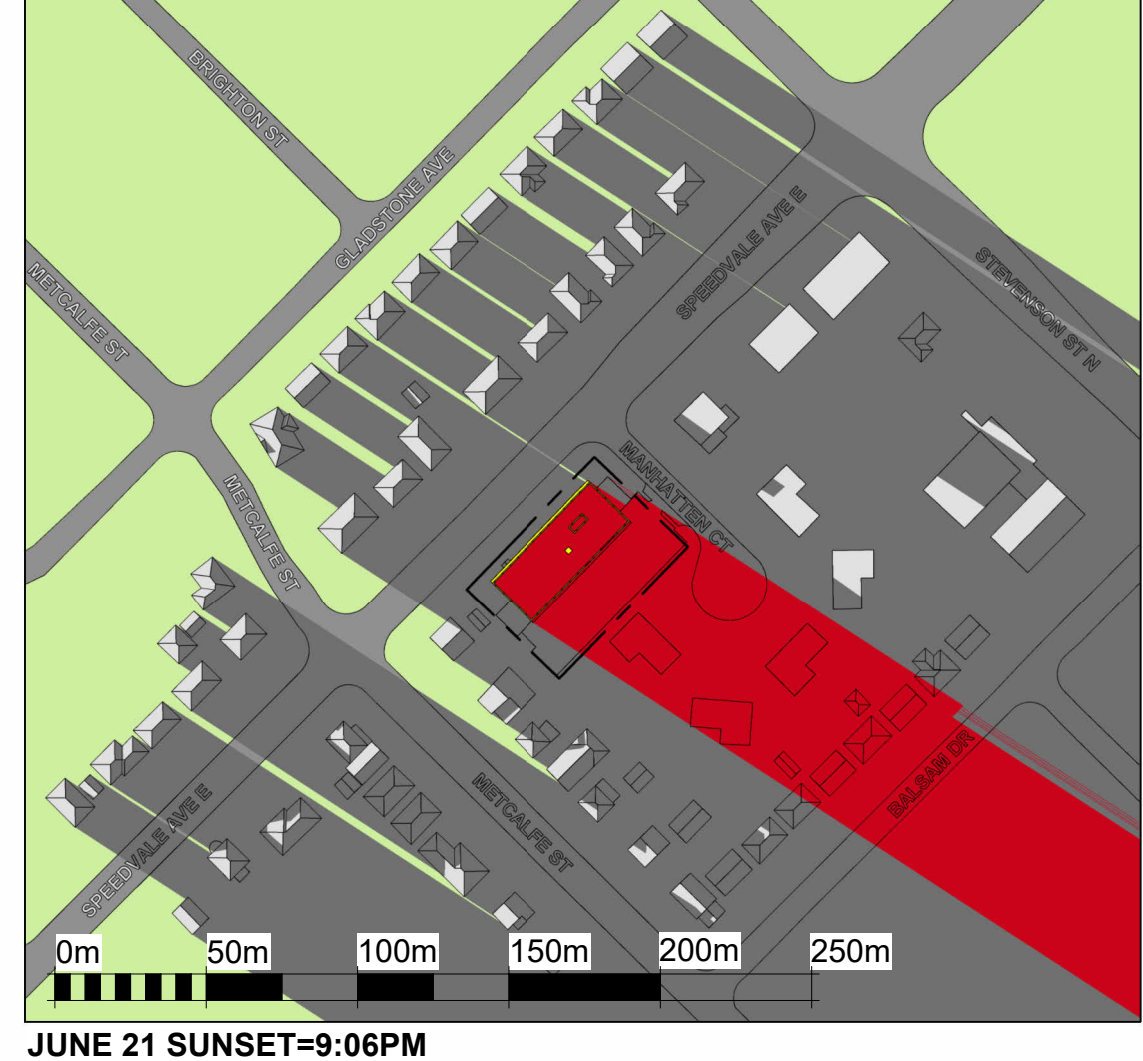 BRIGHTON ST
GLADSTONE AVE
METCALFE ST
SPEEDVALE AVE E
STEVENSON ST N
MANHATTEN CT
METCALFE ST
BALSAM DR
METCALFE ST
SPEEDVALE AVE E
0m 50m 100m 150m 200m 250m
JUNE 21 SUNSET=9:06PM